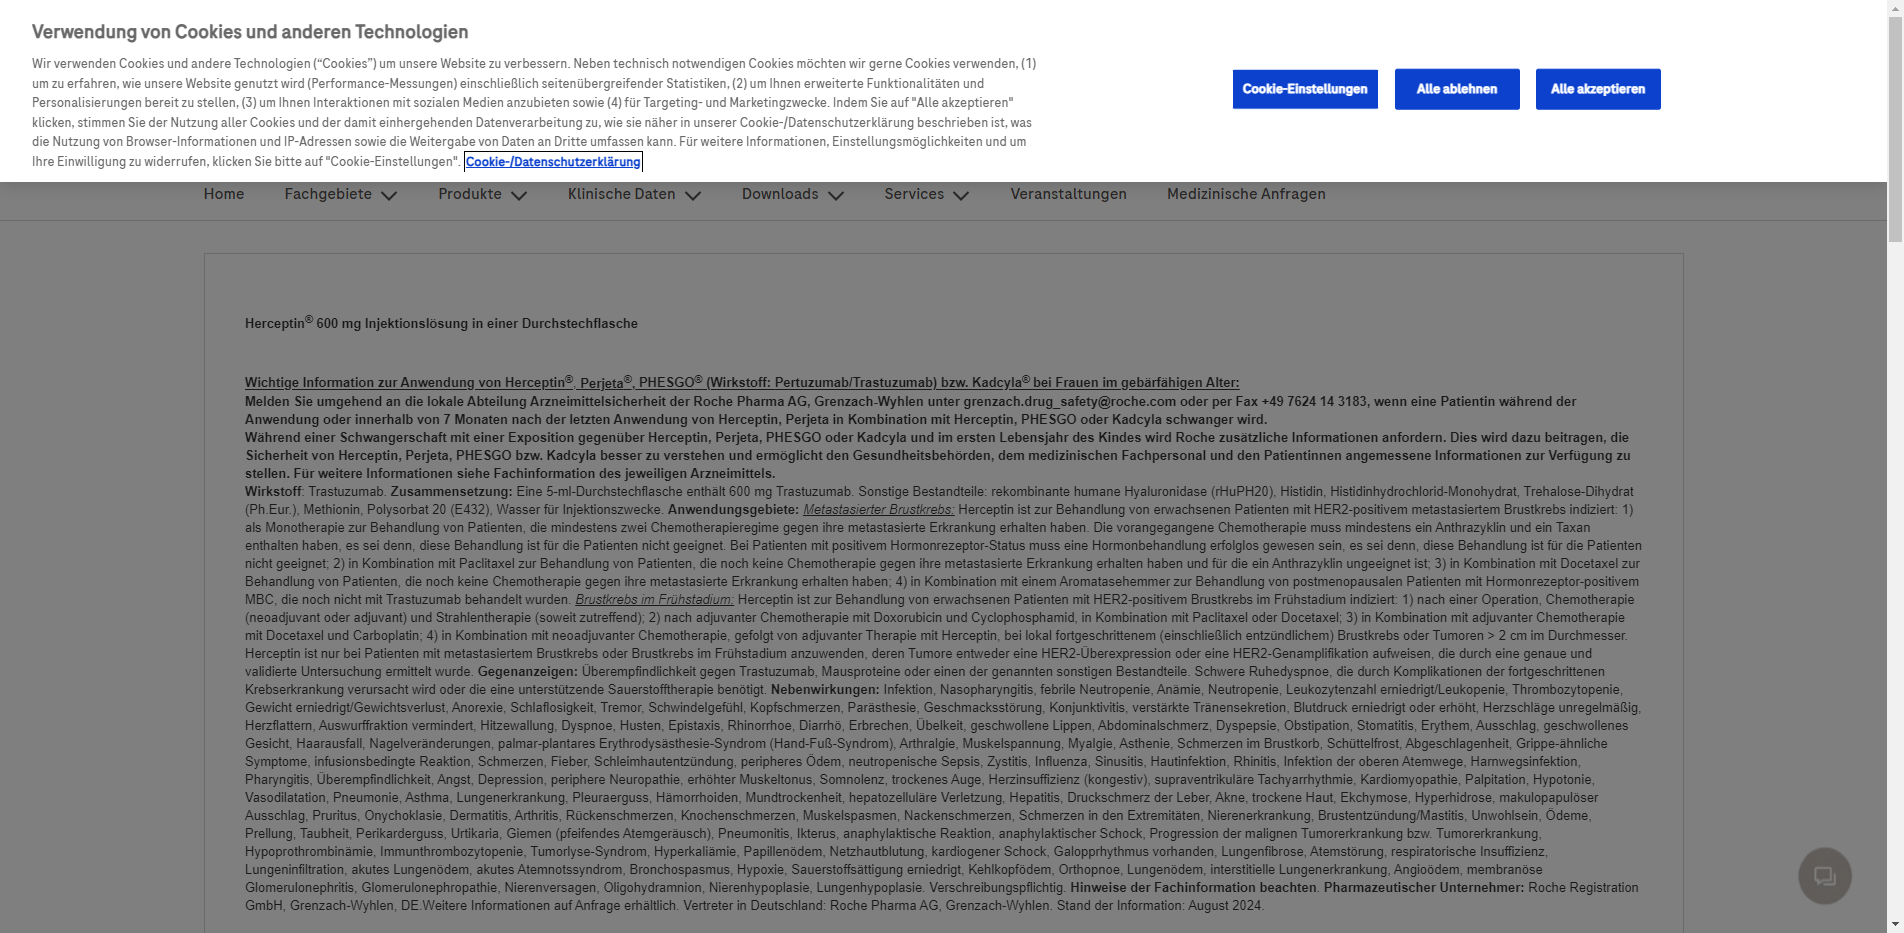 Verwendung von Cookies und anderen Technologien
Wir verwenden Cookies und andere Technologien (“Cookies”) um unsere Website zu verbessern. Neben technisch notwendigen Cookies möchten wir gerne Cookies verwenden, (1)
um zu erfahren, wie unsere Website genutzt wird (Performance-Messungen) einschließlich seitenübergreifender Statistiken, (2) um Ihnen erweiterte Funktionalitäten und
Personalisierungen bereit zu stellen, (3) um Ihnen Interaktionen mit sozialen Medien anzubieten sowie (4) für Targeting- und Marketingzwecke. Indem Sie auf "Alle akzeptieren"
klicken, stimmen Sie der Nutzung aller Cookies und der damit einhergehenden Datenverarbeitung zu, wie sie näher in unserer Cookie-/Datenschutzerklärung beschrieben ist, was
die Nutzung von Browser-Informationen und IP-Adressen sowie die Weitergabe von Daten an Dritte umfassen kann. Für weitere Informationen, Einstellungsmöglichkeiten und um
Ihre Einwilligung zu widerrufen, klicken Sie bitte auf "Cookie-Einstellungen". Cookie-/Datenschutzerklärung
Cookie-Einstellungen Alle ablehnen Alle akzeptieren
Home Fachgebiete Produkte Klinische Daten Downloads Services Veranstaltungen Medizinische Anfragen
Herceptin® 600 mg Injektionslösung in einer Durchstechflasche
Wichtige Information zur Anwendung von Herceptin®, Perjeta®, PHESGO® (Wirkstoff: Pertuzumab/Trastuzumab) bzw. Kadcyla® bei Frauen im gebärfähigen Alter:
Melden Sie umgehend an die lokale Abteilung Arzneimittelsicherheit der Roche Pharma AG, Grenzach-Wyhlen unter grenzach.drug_safety@roche.com oder per Fax +49 7624 14 3183, wenn eine Patientin während der
Anwendung oder innerhalb von 7 Monaten nach der letzten Anwendung von Herceptin, Perjeta in Kombination mit Herceptin, PHESGO oder Kadcyla schwanger wird.
Während einer Schwangerschaft mit einer Exposition gegenüber Herceptin, Perjeta, PHESGO oder Kadcyla und im ersten Lebensjahr des Kindes wird Roche zusätzliche Informationen anfordern. Dies wird dazu beitragen, die
Sicherheit von Herceptin, Perjeta, PHESGO bzw. Kadcyla besser zu verstehen und ermöglicht den Gesundheitsbehörden, dem medizinischen Fachpersonal und den Patientinnen angemessene Informationen zur Verfügung zu
stellen. Für weitere Informationen siehe Fachinformation des jeweiligen Arzneimittels.
Wirkstoff: Trastuzumab. Zusammensetzung: Eine 5-ml-Durchstechflasche enthält 600 mg Trastuzumab. Sonstige Bestandteile: rekombinante humane Hyaluronidase (rHuPH20), Histidin, Histidinhydrochlorid-Monohydrat, Trehalose-Dihydrat
(Ph.Eur.), Methionin, Polysorbat 20 (E432), Wasser für Injektionszwecke. Anwendungsgebiete: Metastasierter Brustkrebs: Herceptin ist zur Behandlung von erwachsenen Patienten mit HER2-positivem metastasiertem Brustkrebs indiziert: 1)
als Monotherapie zur Behandlung von Patienten, die mindestens zwei Chemotherapieregime gegen ihre metastasierte Erkrankung erhalten haben. Die vorangegangene Chemotherapie muss mindestens ein Anthrazyklin und ein Taxan
enthalten haben, es sei denn, diese Behandlung ist für die Patienten nicht geeignet. Bei Patienten mit positivem Hormonrezeptor-Status muss eine Hormonbehandlung erfolglos gewesen sein, es sei denn, diese Behandlung ist für die Patienten
nicht geeignet; 2) in Kombination mit Paclitaxel zur Behandlung von Patienten, die noch keine Chemotherapie gegen ihre metastasierte Erkrankung erhalten haben und für die ein Anthrazyklin ungeeignet ist; 3) in Kombination mit Docetaxel zur
Behandlung von Patienten, die noch keine Chemotherapie gegen ihre metastasierte Erkrankung erhalten haben; 4) in Kombination mit einem Aromatasehemmer zur Behandlung von postmenopausalen Patienten mit Hormonrezeptor-positivem
MBC, die noch nicht mit Trastuzumab behandelt wurden. Brustkrebs im Frühstadium: Herceptin ist zur Behandlung von erwachsenen Patienten mit HER2-positivem Brustkrebs im Frühstadium indiziert: 1) nach einer Operation, Chemotherapie
(neoadjuvant oder adjuvant) und Strahlentherapie (soweit zutreffend); 2) nach adjuvanter Chemotherapie mit Doxorubicin und Cyclophosphamid, in Kombination mit Paclitaxel oder Docetaxel; 3) in Kombination mit adjuvanter Chemotherapie
mit Docetaxel und Carboplatin; 4) in Kombination mit neoadjuvanter Chemotherapie, gefolgt von adjuvanter Therapie mit Herceptin, bei lokal fortgeschrittenem (einschließlich entzündlichem) Brustkrebs oder Tumoren > 2 cm im Durchmesser.
Herceptin ist nur bei Patienten mit metastasiertem Brustkrebs oder Brustkrebs im Frühstadium anzuwenden, deren Tumore entweder eine HER2-Überexpression oder eine HER2-Genamplifikation aufweisen, die durch eine genaue und
validierte Untersuchung ermittelt wurde. Gegenanzeigen: Überempfindlichkeit gegen Trastuzumab, Mausproteine oder einen der genannten sonstigen Bestandteile. Schwere Ruhedyspnoe, die durch Komplikationen der fortgeschrittenen
Krebserkrankung verursacht wird oder die eine unterstützende Sauerstofftherapie benötigt. Nebenwirkungen: Infektion, Nasopharyngitis, febrile Neutropenie, Anämie, Neutropenie, Leukozytenzahl erniedrigt/Leukopenie, Thrombozytopenie,
Gewicht erniedrigt/Gewichtsverlust, Anorexie, Schlaflosigkeit, Tremor, Schwindelgefühl, Kopfschmerzen, Parästhesie, Geschmacksstörung, Konjunktivitis, verstärkte Tränensekretion, Blutdruck erniedrigt oder erhöht, Herzschläge unregelmäßig,
Herzflattern, Auswurffraktion vermindert, Hitzewallung, Dyspnoe, Husten, Epistaxis, Rhinorrhoe, Diarrhö, Erbrechen, Übelkeit, geschwollene Lippen, Abdominalschmerz, Dyspepsie, Obstipation, Stomatitis, Erythem, Ausschlag, geschwollenes
Gesicht, Haarausfall, Nagelveränderungen, palmar-plantares Erythrodysästhesie-Syndrom (Hand-Fuß-Syndrom), Arthralgie, Muskelspannung, Myalgie, Asthenie, Schmerzen im Brustkorb, Schüttelfrost, Abgeschlagenheit, Grippe-ähnliche
Symptome, infusionsbedingte Reaktion, Schmerzen, Fieber, Schleimhautentzündung, peripheres Ödem, neutropenische Sepsis, Zystitis, Influenza, Sinusitis, Hautinfektion, Rhinitis, Infektion der oberen Atemwege, Harnwegsinfektion,
Pharyngitis, Überempfindlichkeit, Angst, Depression, periphere Neuropathie, erhöhter Muskeltonus, Somnolenz, trockenes Auge, Herzinsuffizienz (kongestiv), supraventrikuläre Tachyarrhythmie, Kardiomyopathie, Palpitation, Hypotonie,
Vasodilatation, Pneumonie, Asthma, Lungenerkrankung, Pleuraerguss, Hämorrhoiden, Mundtrockenheit, hepatozelluläre Verletzung, Hepatitis, Druckschmerz der Leber, Akne, trockene Haut, Ekchymose, Hyperhidrose, makulopapulöser
Ausschlag, Pruritus, Onychoklasie, Dermatitis, Arthritis, Rückenschmerzen, Knochenschmerzen, Muskelspasmen, Nackenschmerzen, Schmerzen in den Extremitäten, Nierenerkrankung, Brustentzündung/Mastitis, Unwohlsein, Ödeme,
Prellung, Taubheit, Perikarderguss, Urtikaria, Giemen (pfeifendes Atemgeräusch), Pneumonitis, Ikterus, anaphylaktische Reaktion, anaphylaktischer Schock, Progression der malignen Tumorerkrankung bzw. Tumorerkrankung,
Hypoprothrombinämie, Immunthrombozytopenie, Tumorlyse-Syndrom, Hyperkaliämie, Papillenödem, Netzhautblutung, kardiogener Schock, Galopprhythmus vorhanden, Lungenfibrose, Atemstörung, respiratorische Insuffizienz,
Lungeninfiltration, akutes Lungenödem, akutes Atemnotssyndrom, Bronchospasmus, Hypoxie, Sauerstoffsättigung erniedrigt, Kehlkopfödem, Orthopnoe, Lungenödem, interstitielle Lungenerkrankung, Angioödem, membranöse
Glomerulonephritis, Glomerulonephropathie, Nierenversagen, Oligohydramnion, Nierenhypoplasie, Lungenhypoplasie. Verschreibungspflichtig. Hinweise der Fachinformation beachten. Pharmazeutischer Unternehmer: Roche Registration
GmbH, Grenzach-Wyhlen, DE.Weitere Informationen auf Anfrage erhältlich. Vertreter in Deutschland: Roche Pharma AG, Grenzach-Wyhlen. Stand der Information: August 2024.